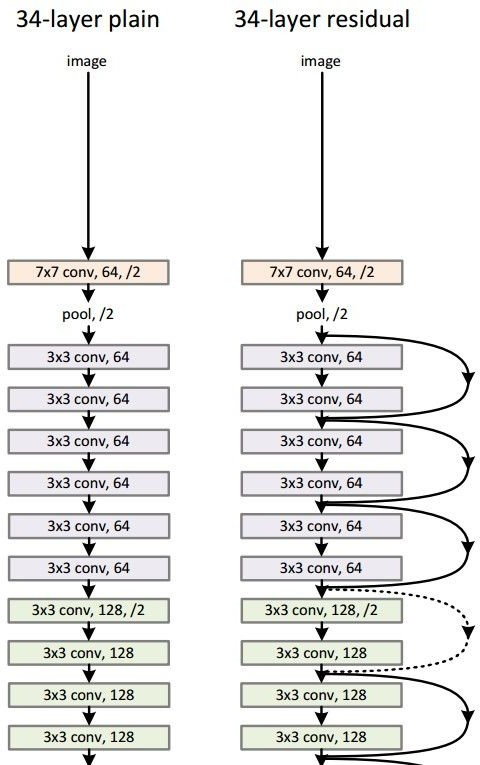 34-layer plain
image
7x7 conv, 64, /2
pool, /2
3x3 conv, 64
3x3 conv, 64
3x3 conv, 64
3x3 conv, 64
3x3 conv, 64
3x3 conv, 64
3x3 conv, 128, /2
3x3 conv, 128
3x3 conv, 128
3x3 conv, 128
34-layer residual
image
7x7 conv, 64, /2
pool, /2
3x3 conv, 64
3x3 conv, 64
3x3 conv, 64
3x3 conv, 64
3x3 conv, 64
3x3 conv, 64
3x3 conv, 128, /2
3x3 conv, 128
3x3 conv, 128
3x3 conv, 128